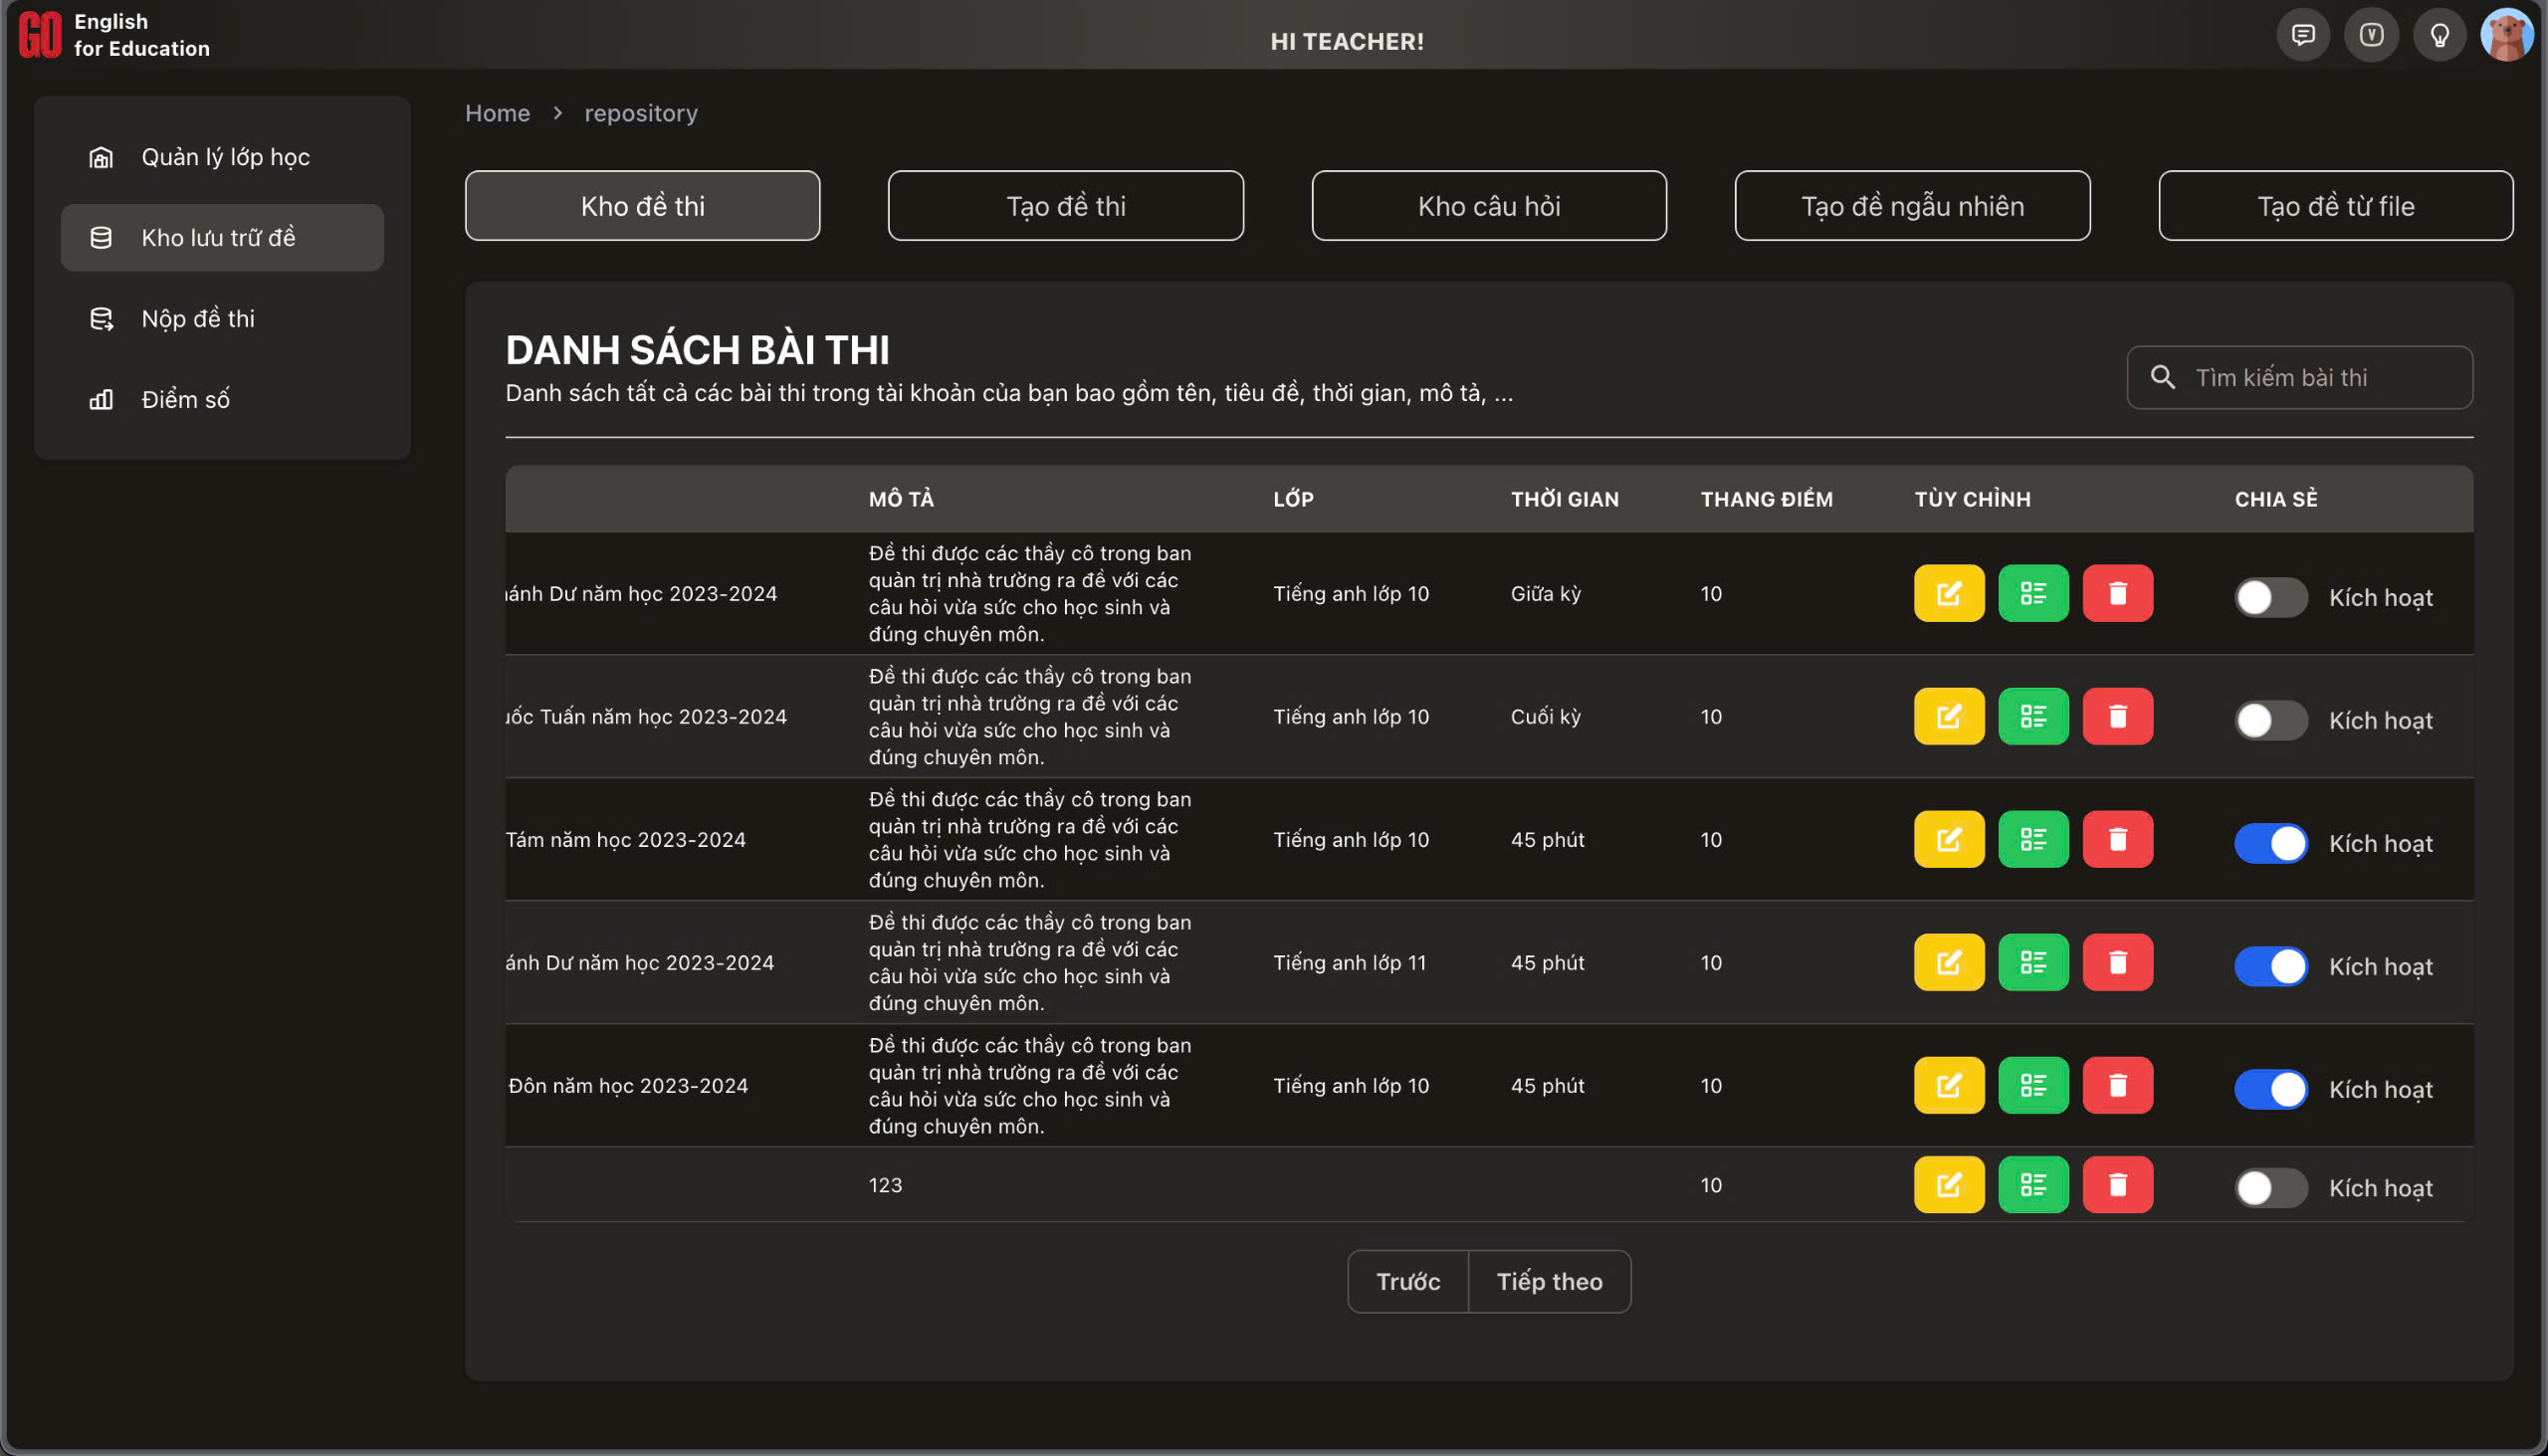 GO English
for Education
HI TEACHER!
V
Quản lý lớp học
Kho lưu trữ đề
Nộp đề thi
Điểm số
Home > repository
Kho đề thi
Tạo đề thi
Kho câu hỏi
Tạo đề ngẫu nhiên
Tạo đề từ file
DANH SÁCH BÀI THI
Danh sách tất cả các bài thi trong tài khoản của bạn bao gồm tên, tiêu đề, thời gian, mô tả, ...
Tìm kiếm bài thi
MÔ TẢ LỚP THỜI GIAN THANG ĐIỂM TÙY CHỈNH CHIA SẺ
Đề thi được các thầy cô trong ban
quản trị nhà trường ra đề với các
ánh Dư năm học 2023-2024 Tiếng anh lớp 10 Giữa kỳ 10 Kích hoạt
câu hỏi vừa sức cho học sinh và
đúng chuyên môn.
Đề thi được các thầy cô trong ban
quản trị nhà trường ra đề với các
uốc Tuấn năm học 2023-2024 Tiếng anh lớp 10 Cuối kỳ 10 Kích hoạt
câu hỏi vừa sức cho học sinh và
đúng chuyên môn.
Đề thi được các thầy cô trong ban
quản trị nhà trường ra đề với các
Tám năm học 2023-2024 Tiếng anh lớp 10 45 phút 10 Kích hoạt
câu hỏi vừa sức cho học sinh và
đúng chuyên môn.
Đề thi được các thầy cô trong ban
quản trị nhà trường ra đề với các
ánh Dư năm học 2023-2024 Tiếng anh lớp 11 45 phút 10 Kích hoạt
câu hỏi vừa sức cho học sinh và
đúng chuyên môn.
Đề thi được các thầy cô trong ban
quản trị nhà trường ra đề với các
Đôn năm học 2023-2024 Tiếng anh lớp 10 45 phút 10 Kích hoạt
câu hỏi vừa sức cho học sinh và
đúng chuyên môn.
123 10 Kích hoạt
Trước Tiếp theo